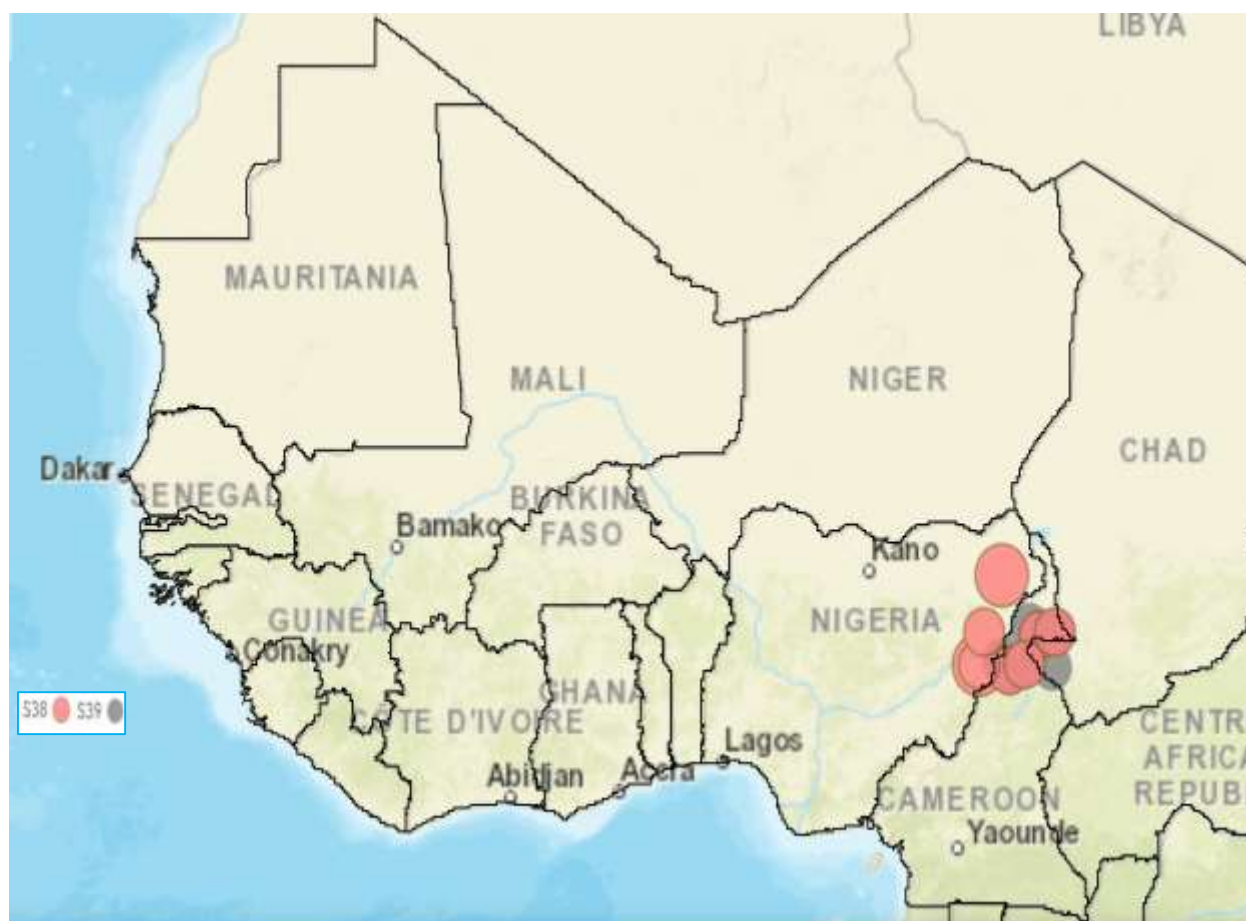 LIBYA
MAURITANIA
MALI
NIGER
CHAD
Dakar
SENEGAL
BURKINA
FASO
Bamako
Kano
GUINEA
NIGERIA
Conakry
GHANA
S38 S39
CÔTE D'IVOIRE
CENTR
AFRICA
REPUB
Lagos
Abidjan
Accra
CAMEROON
Yaounde